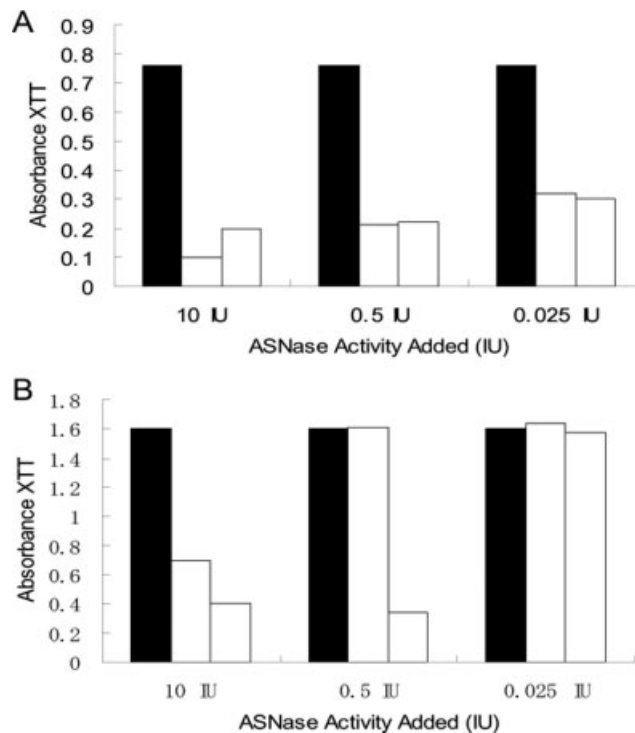 A
Absorbance XTT
0.9
0.8
0.7
0.6
0.5
0.4
0.3
0.2
0.1
0
10 IU
0.5 IU
0.025 IU
ASNase Activity Added (IU)
B
Absorbance XTT
1.8
1.6
1.4
1.2
1
0.8
0.6
0.4
0.2
0
10 IU
0.5 IU
0.025 IU
ASNase Activity Added (IU)